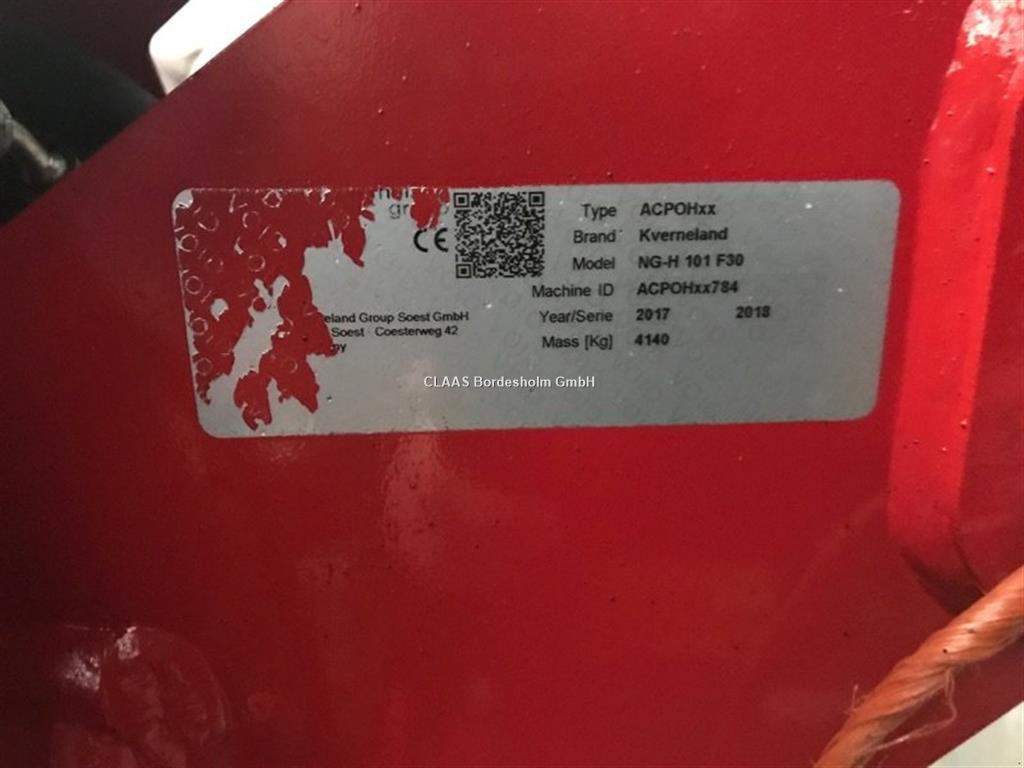 CE
Type ACPOHxx
Brand Kverneland
Model NG-H 101 F30
Machine ID ACPOHxx784
eland Group Soest GmbH
Year/Serie 2017 2018
Soest Coesterweg 42
Mass [Kg] 4140
CLAAS Bordesholm GmbH